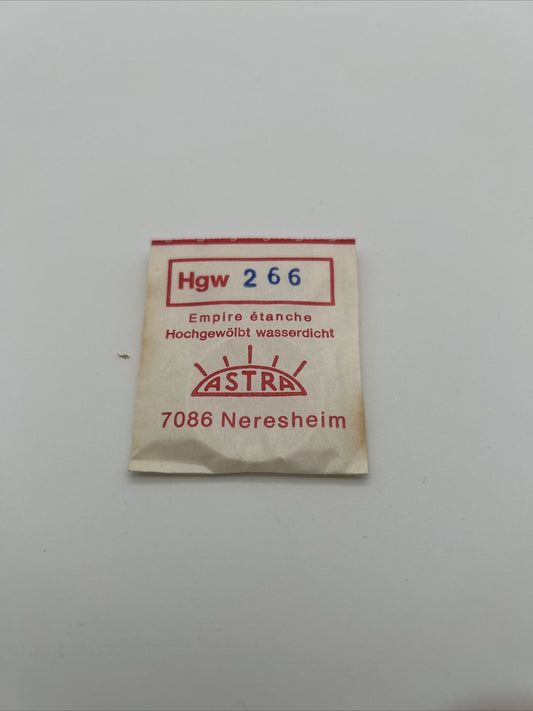 Hgw 266
Empire étanche
Hochgewölbt wasserdicht
ASTRA
7086 Neresheim